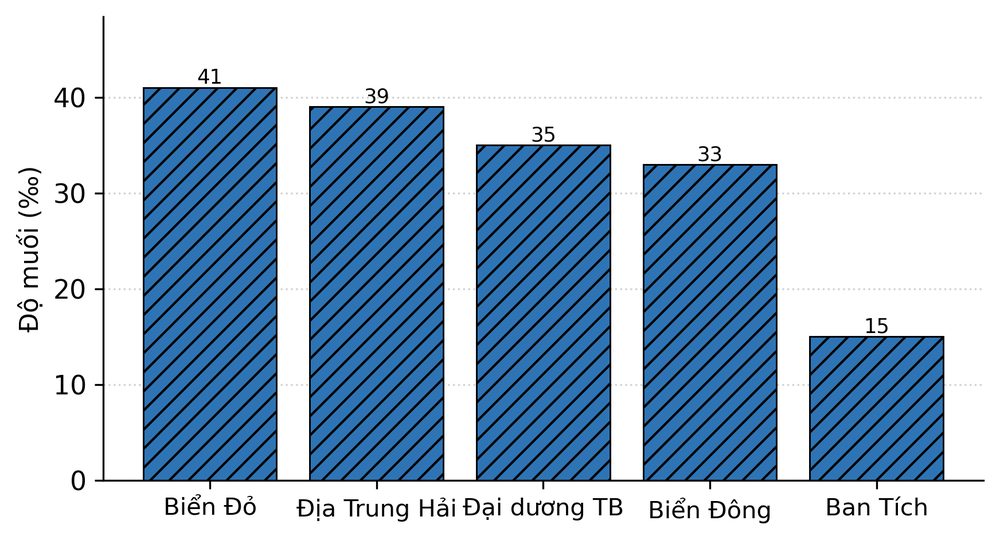 Độ muối (‰)
40
30
20
10
0
41
39
35
33
15
Biển Đỏ
Địa Trung Hải
Đại dương TB
Biển Đông
Ban Tích